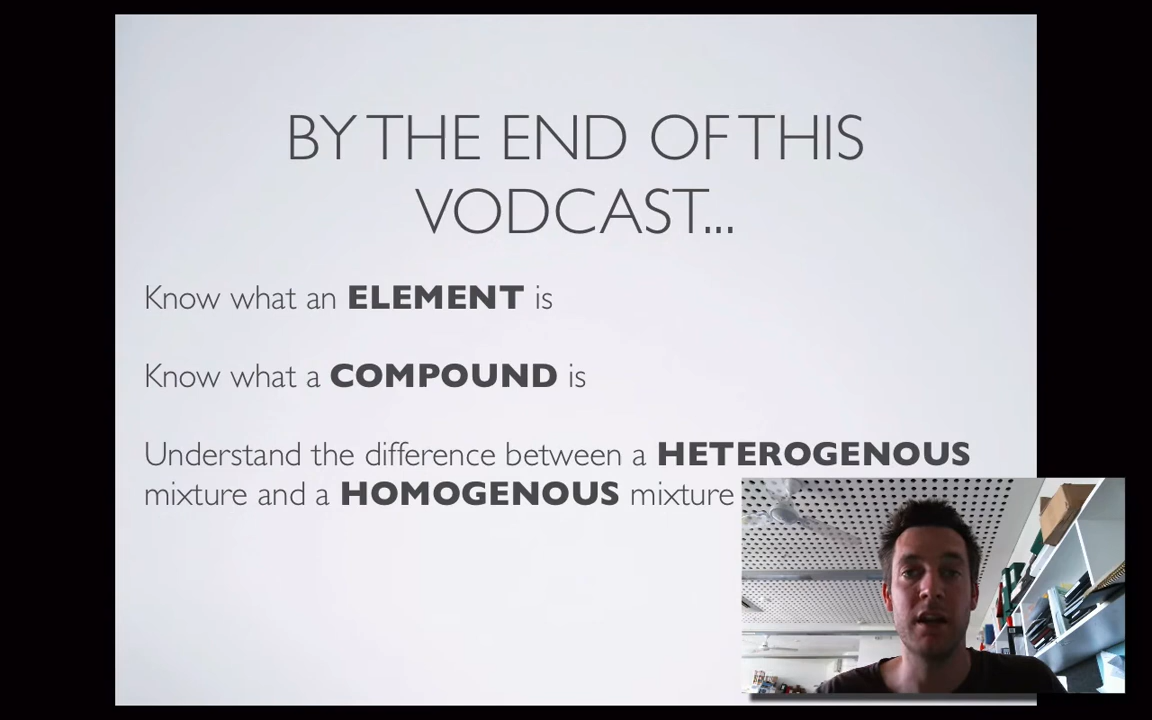 BY THE END OF THIS
VODCAST...
Know what an ELEMENT is
Know what a COMPOUND is
Understand the difference between a HETEROGENOUS
mixture and a HOMOGENOUS mixture